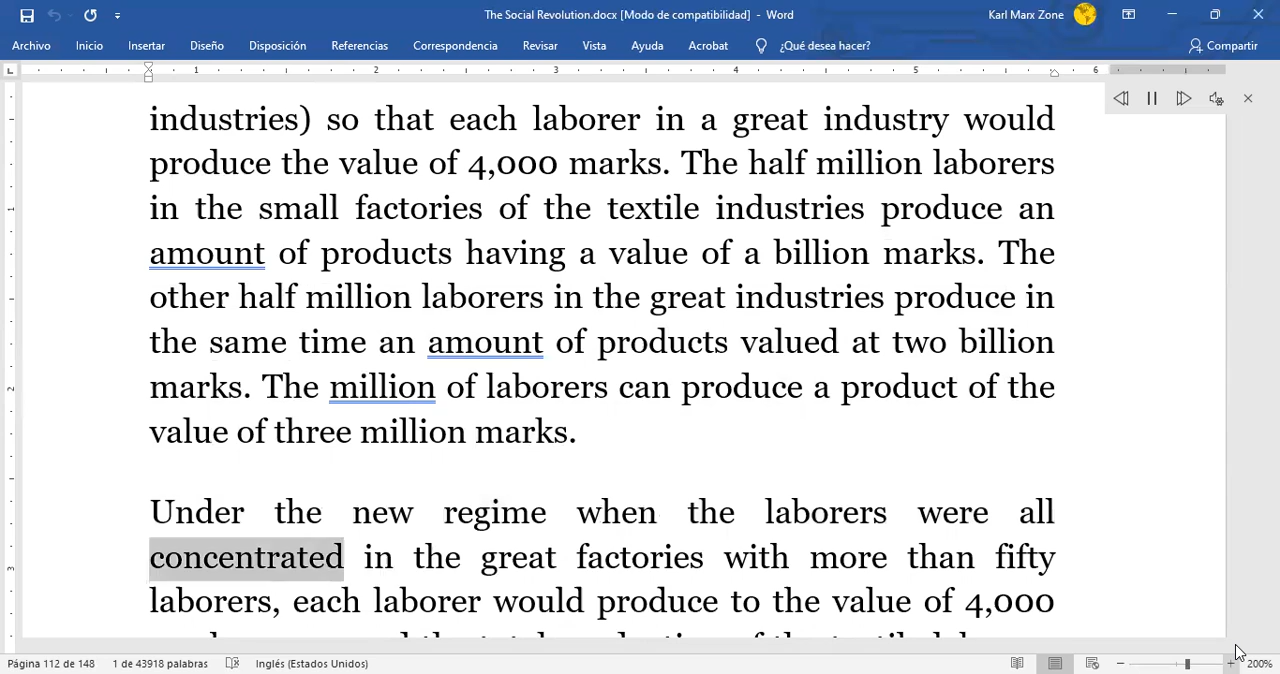 The Social Revolution.docx [Modo de compatibilidad] - Word
Karl Marx Zone
Archivo Inicio Insertar Diseño Disposición Referencias Correspondencia Revisar Vista Ayuda Acrobat ¿Qué desea hacer? Compartir
1 2 3 4 5 6
industries) so that each laborer in a great industry would
produce the value of 4,000 marks. The half million laborers
in the small factories of the textile industries produce an
amount of products having a value of a billion marks. The
other half million laborers in the great industries produce in
the same time an amount of products valued at two billion
marks. The million of laborers can produce a product of the
value of three million marks.
Under the new regime when the laborers were all
concentrated in the great factories with more than fifty
laborers, each laborer would produce to the value of 4,000
Página 112 de 148 1 de 43918 palabras Inglés (Estados Unidos) 200%